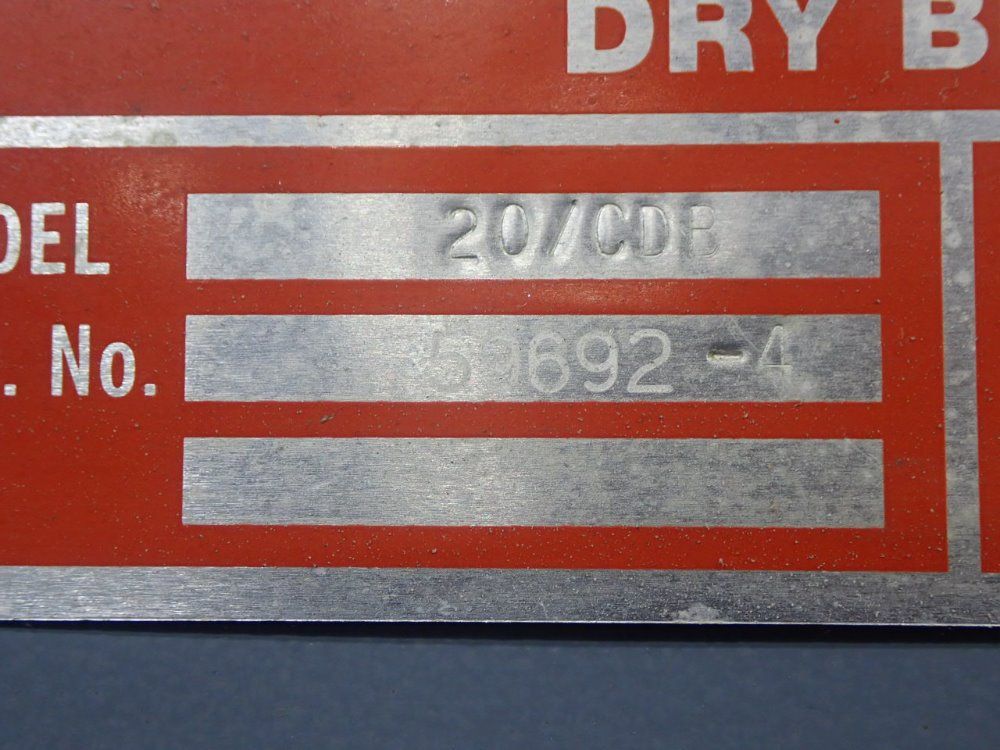 DRY B
DEL 20/CDB
. No. 59692-4